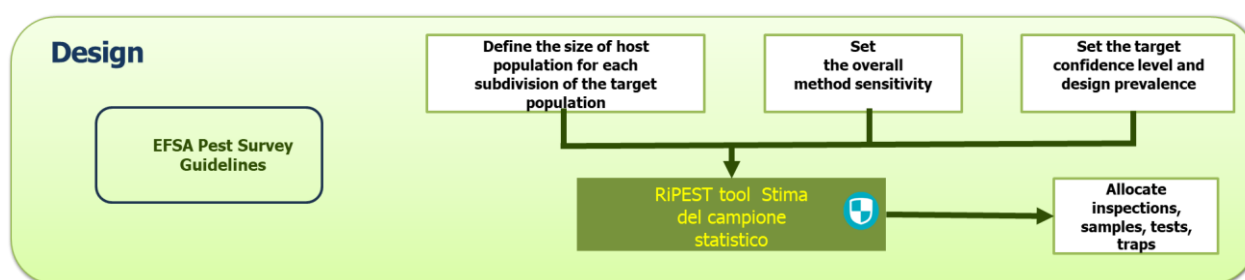 Design
Define the size of host
population for each
subdivision of the target
population
Set
the overall
method sensitivity
Set the target
confidence level and
design prevalence
EFSA Pest Survey
Guidelines
RiPEST tool Stima
del campione
statistico
Allocate
inspections,
samples, tests,
traps